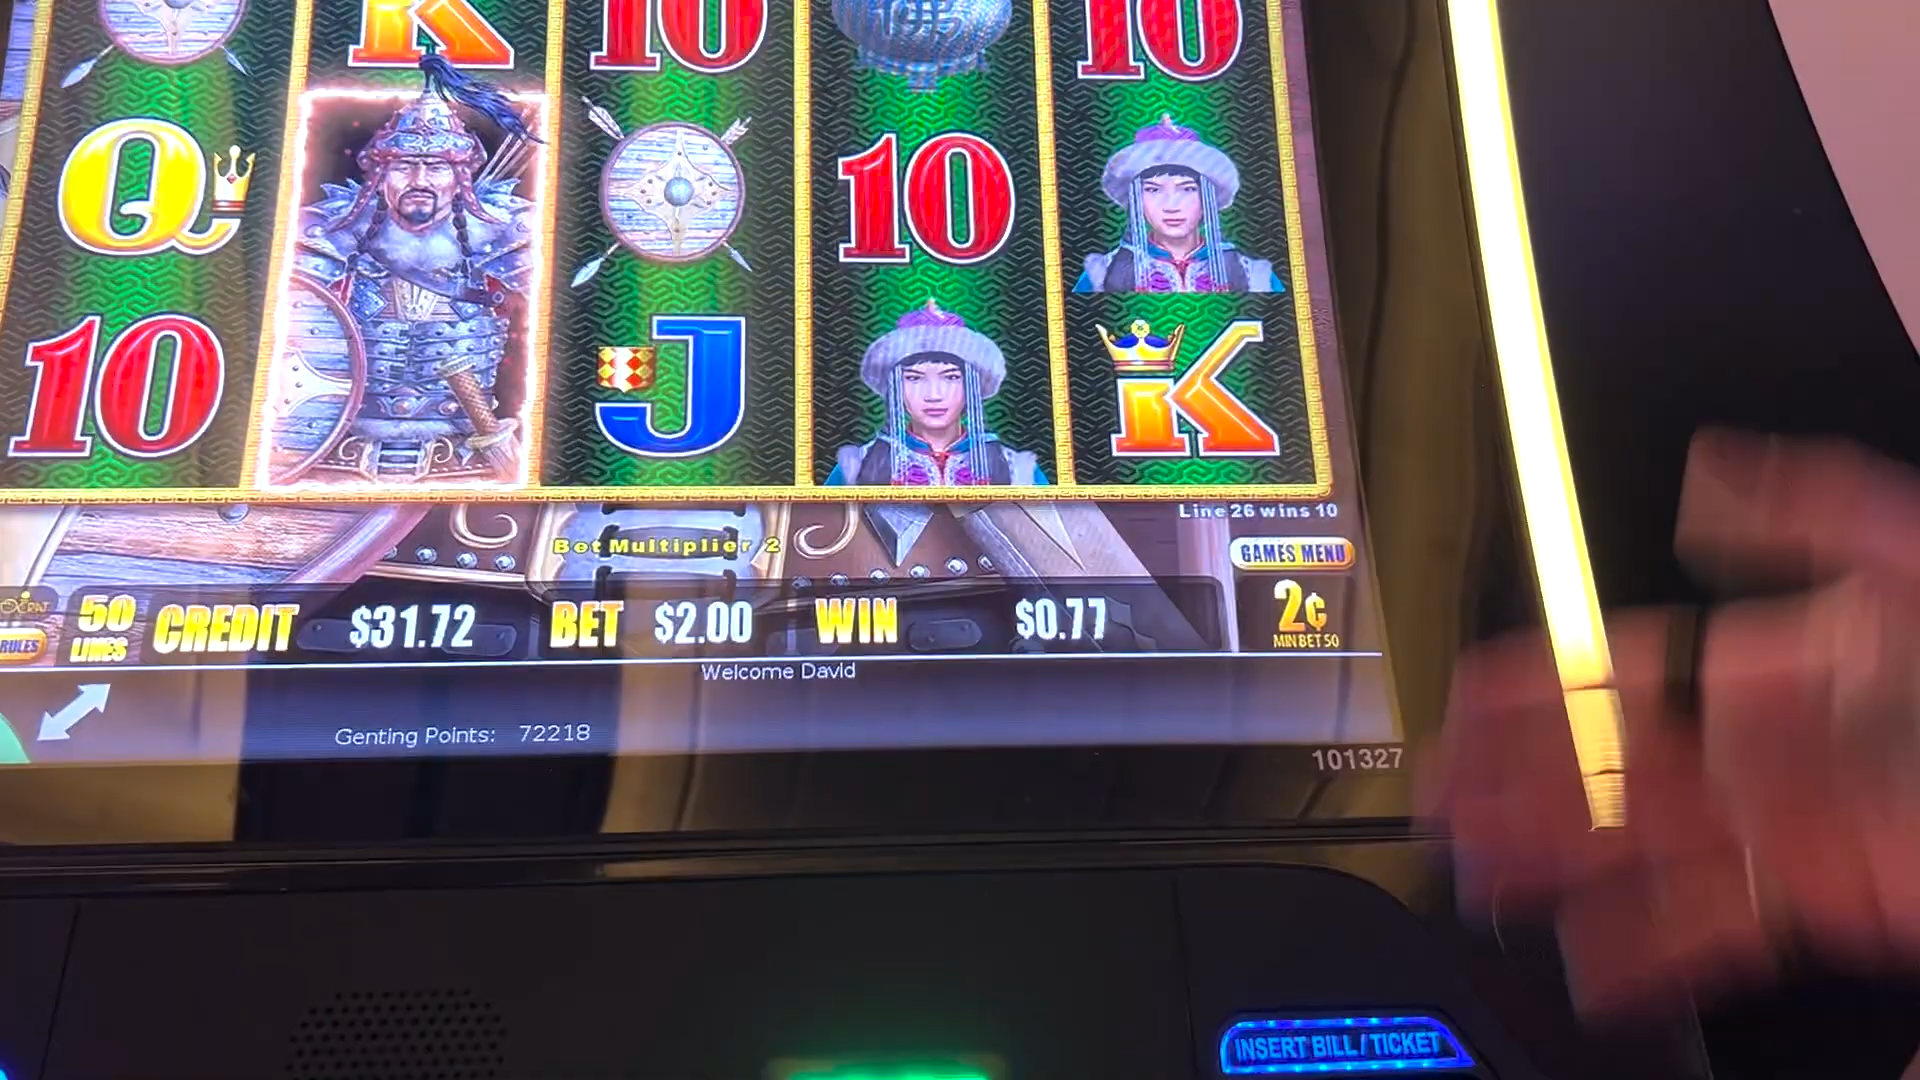 K 10 10
Q 10
10 J K
Line 26 wins 10
Bet Multiplier 2
GAMES MENU
50 LINES CREDIT $31.72 BET $2.00 WIN $0.77 2¢
RULES
MIN BET 50
Welcome David
Genting Points: 72218
101327
INSERT BILL/TICKET